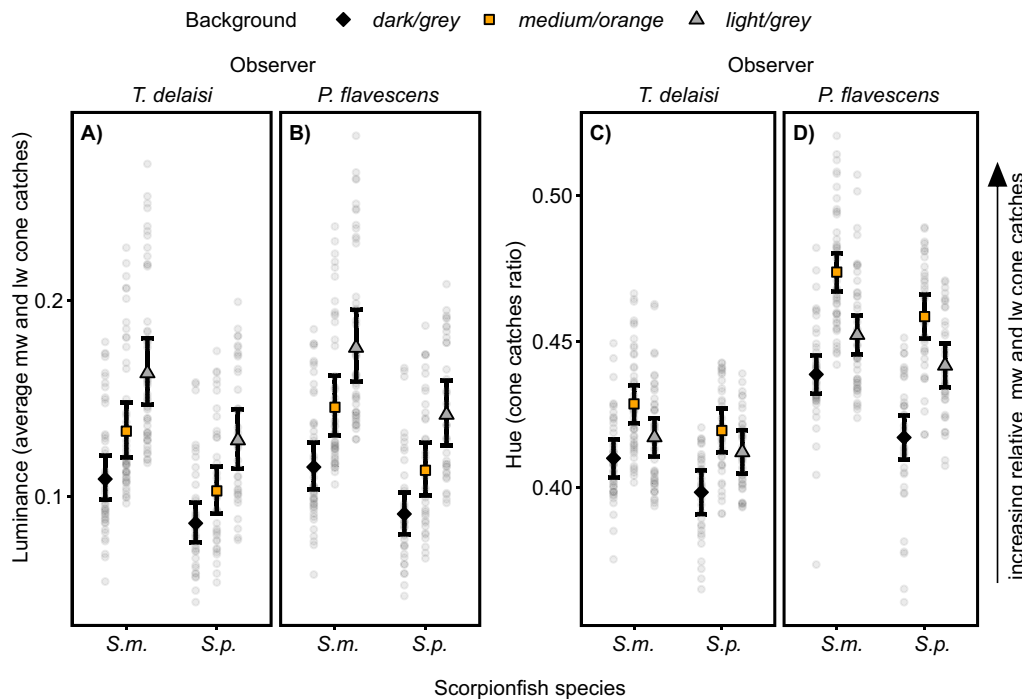 Background dark/grey medium/orange light/grey
Observer
T. delaisi P. flavescens
Observer
T. delaisi P. flavescens
A)
B)
C)
D)
Luminance (average mw and lw cone catches)
0.2
0.1
Hue (cone catches ratio)
0.50
0.45
0.40
increasing relative mw and lw cone catches
S.m. S.p. S.m. S.p. S.m. S.p. S.m. S.p.
Scorpionfish species